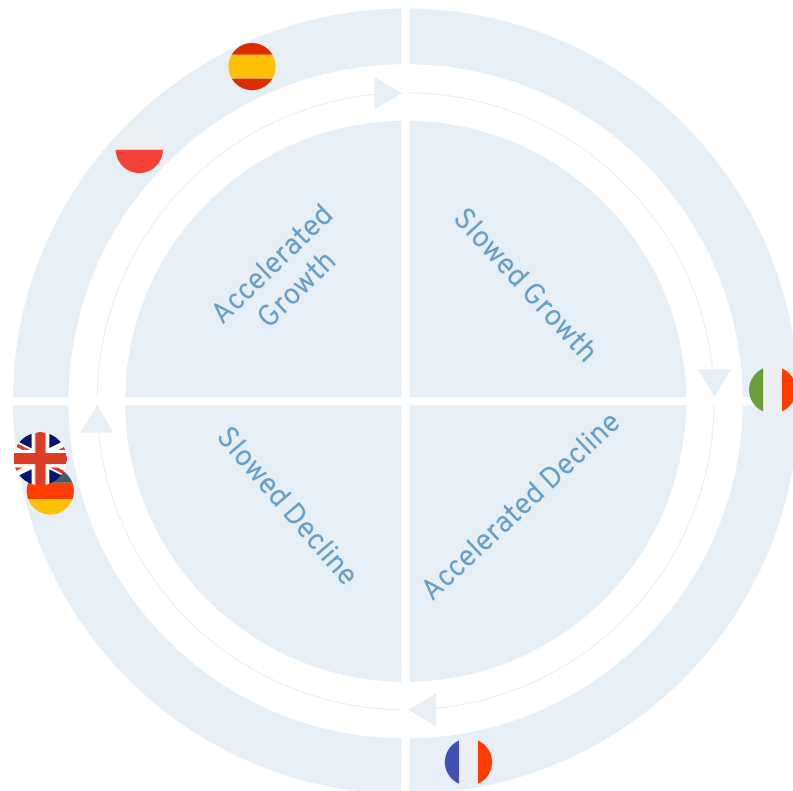 Accelerated
Growth
Slowed Growth
Slowed Decline
Accelerated Decline